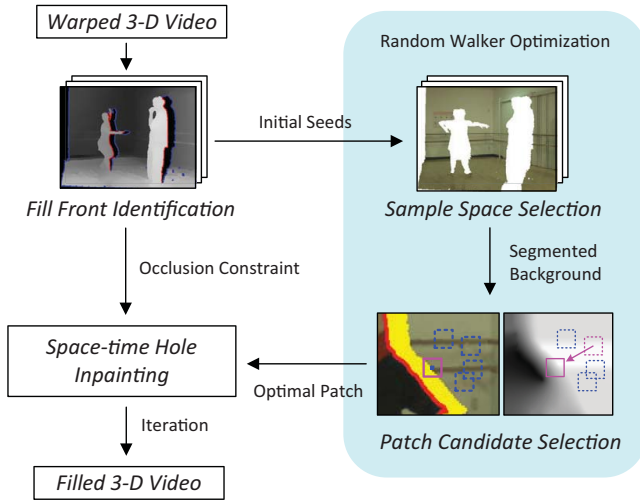 Warped 3-D Video
Random Walker Optimization
Initial Seeds
Fill Front Identification
Sample Space Selection
Occlusion Constraint
Segmented
Background
Space-time Hole
Inpainting
Optimal Patch
Iteration
Patch Candidate Selection
Filled 3-D Video